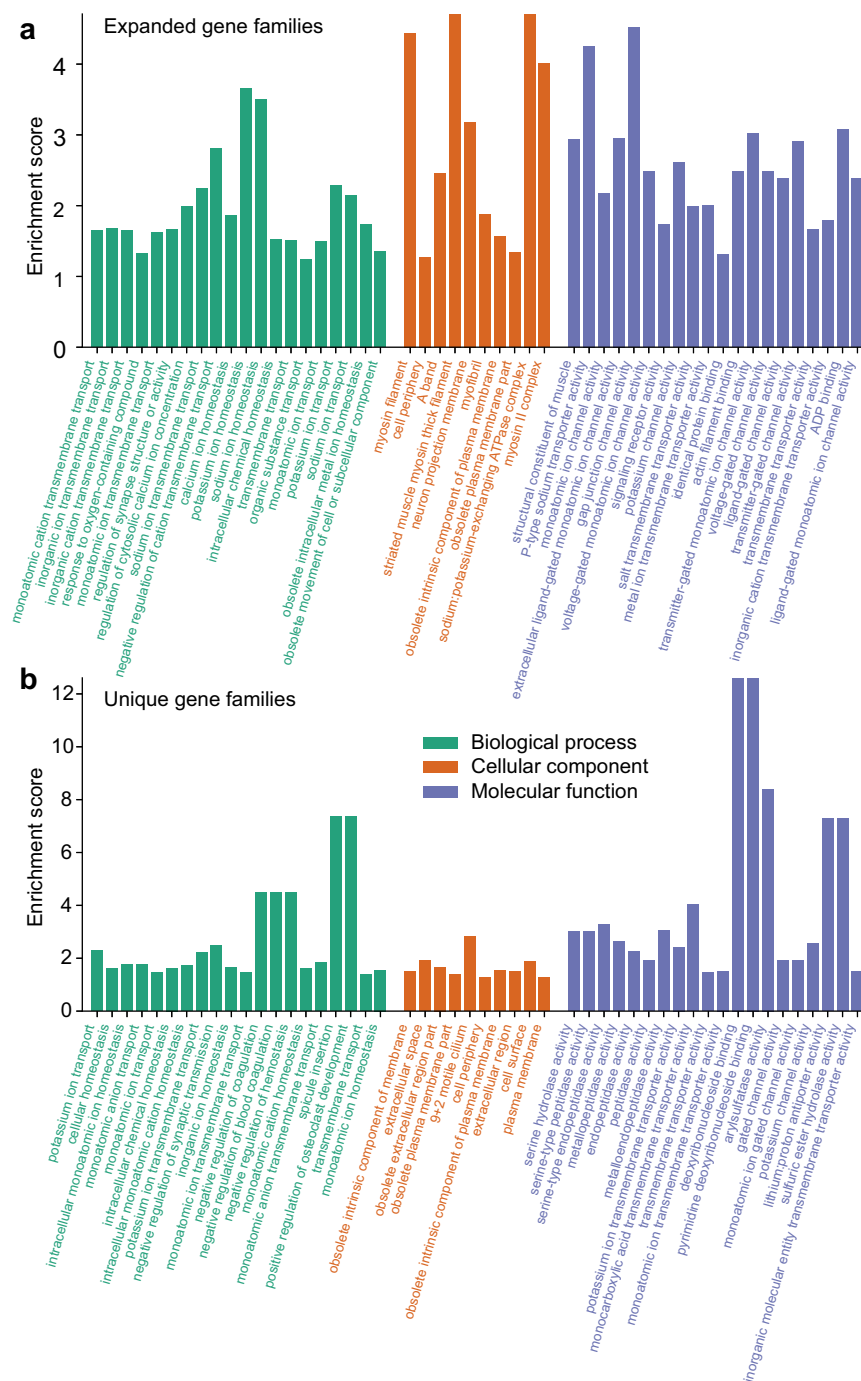 a
Expanded gene families
Enrichment score
4
3
2
1
0
monoatomic cation transmembrane transport
inorganic ion transmembrane transport
inorganic cation transmembrane transport
response to oxygen-containing compound
monoatomic ion transmembrane transport
regulation of synapse structure or activity
regulation of cytosolic calcium ion concentration
sodium ion transmembrane transport
negative regulation of cation transmembrane transport
calcium ion homeostasis
potassium ion homeostasis
sodium ion homeostasis
intracellular chemical homeostasis
transmembrane transport
organic substance transport
monoatomic ion transport
potassium ion transport
sodium ion transport
obsolete intracellular metal ion homeostasis
obsolete movement of cell or subcellular component
myosin filament
cell periphery
A band
striated muscle myosin thick filament
neuron projection membrane
myofibril
obsolete intrinsic component of plasma membrane
obsolete plasma membrane part
sodium:potassium-exchanging ATPase complex
myosin II complex
structural constituent of muscle
P-type sodium transporter activity
monoatomic ion channel activity
extracellular ligand-gated monoatomic ion channel activity
gap junction channel activity
voltage-gated monoatomic ion channel activity
signaling receptor activity
potassium channel activity
salt transmembrane transporter activity
metal ion transmembrane transporter activity
identical protein binding
actin filament binding
transmitter-gated monoatomic ion channel activity
voltage-gated channel activity
ligand-gated channel activity
transmitter-gated channel activity
transmembrane transporter activity
inorganic cation transmembrane transporter activity
ADP binding
ligand-gated monoatomic ion channel activity
b
Unique gene families
Biological process
Cellular component
Molecular function
Enrichment score
12
10
8
6
4
2
0
potassium ion transport
cellular homeostasis
intracellular monoatomic ion homeostasis
monoatomic anion transport
monoatomic ion transport
intracellular chemical homeostasis
intracellular monoatomic cation homeostasis
potassium ion transmembrane transport
negative regulation of synaptic transmission
inorganic ion homeostasis
monoatomic ion transmembrane transport
negative regulation of coagulation
negative regulation of blood coagulation
negative regulation of hemostasis
monoatomic cation homeostasis
monoatomic anion transmembrane transport
spicule insertion
positive regulation of osteoclast development
transmembrane transport
monoatomic ion homeostasis
obsolete intrinsic component of membrane
extracellular space
obsolete extracellular region part
obsolete plasma membrane part
9+2 motile cilium
cell periphery
obsolete intrinsic component of plasma membrane
extracellular region
cell surface
plasma membrane
serine hydrolase activity
serine-type peptidase activity
serine-type endopeptidase activity
metallopeptidase activity
endopeptidase activity
peptidase activity
metalloendopeptidase activity
potassium ion transmembrane transporter activity
monocarboxylic acid transmembrane transporter activity
transmembrane transporter activity
monoatomic ion transmembrane transporter activity
deoxyribonucleoside binding
pyrimidine deoxyribonucleoside binding
arylsulfatase activity
gated channel activity
monoatomic ion gated channel activity
potassium channel activity
lithium:proton antiporter activity
sulfuric ester hydrolase activity
inorganic molecular entity transmembrane transporter activity